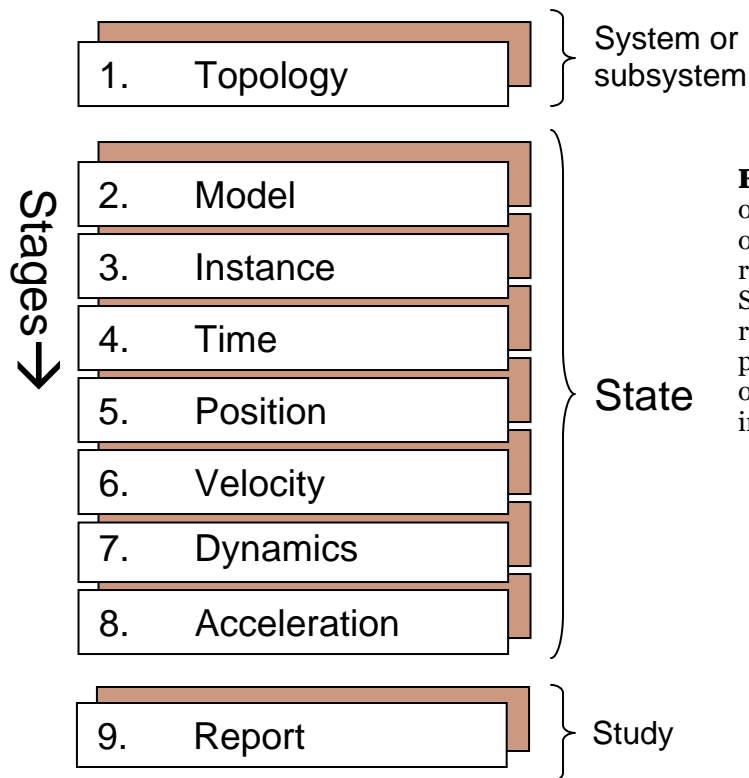 1. Topology
System or
subsystem
Stages→
2. Model
3. Instance
4. Time
5. Position
6. Velocity
7. Dynamics
8. Acceleration
State
9. Report
Study